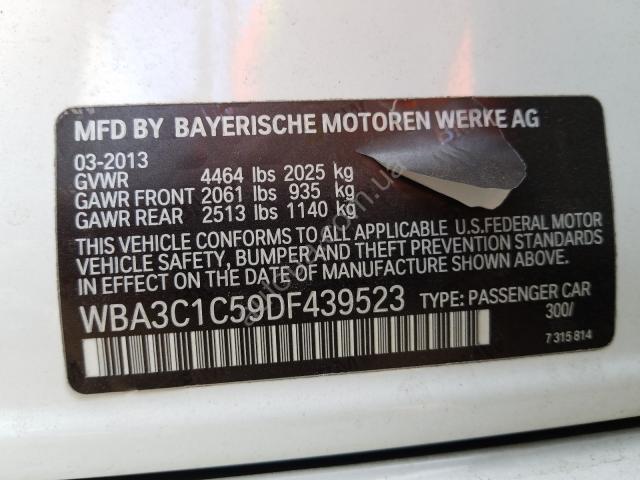 MFD BY BAYERISCHE MOTOREN WERKE AG
03-2013
GVWR 4464 lbs 2025 kg
GAWR FRONT 2061 lbs 935 kg
GAWR REAR 2513 lbs 1140 kg
THIS VEHICLE CONFORMS TO ALL APPLICABLE U.S.FEDERAL MOTOR
VEHICLE SAFETY, BUMPER AND THEFT PREVENTION STANDARDS
IN EFFECT ON THE DATE OF MANUFACTURE SHOWN ABOVE.
WBA3C1C59DF439523 TYPE: PASSENGER CAR
300/
7 315 814